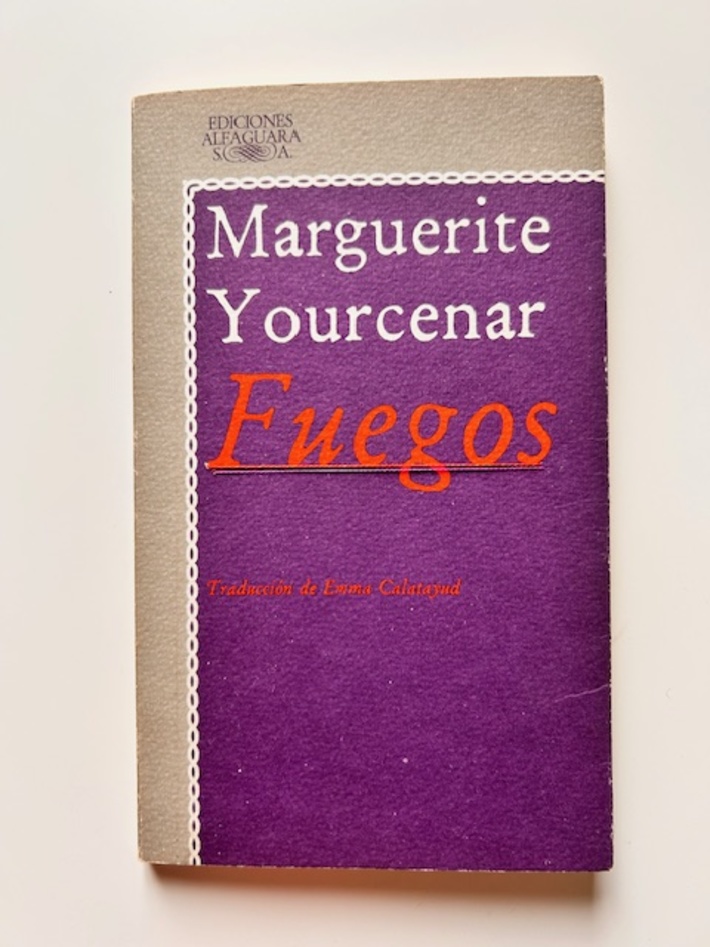 EDICIONES
ALFAGUARA
S. A.
Marguerite
Yourcenar
Fuegos
Traducción de Emma Calatayud